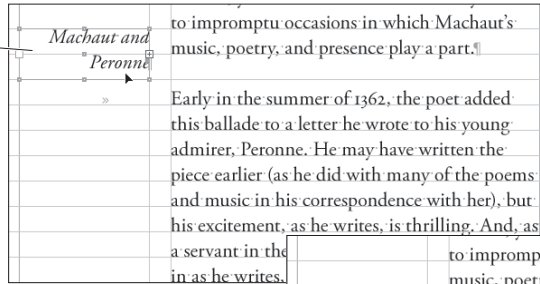 Machaut and
Peronne
to impromptu occasions in which Machaut's
music, poetry, and presence play a part.¶
Early in the summer of 1362, the poet added
this ballade to a letter he wrote to his young
admirer, Peronne. He may have written the
piece earlier (as he did with many of the poems
and music in his correspondence with her), but
his excitement, as he writes, is thrilling. And, as
a servant in the
in as he writes,
to impromp
music, poet